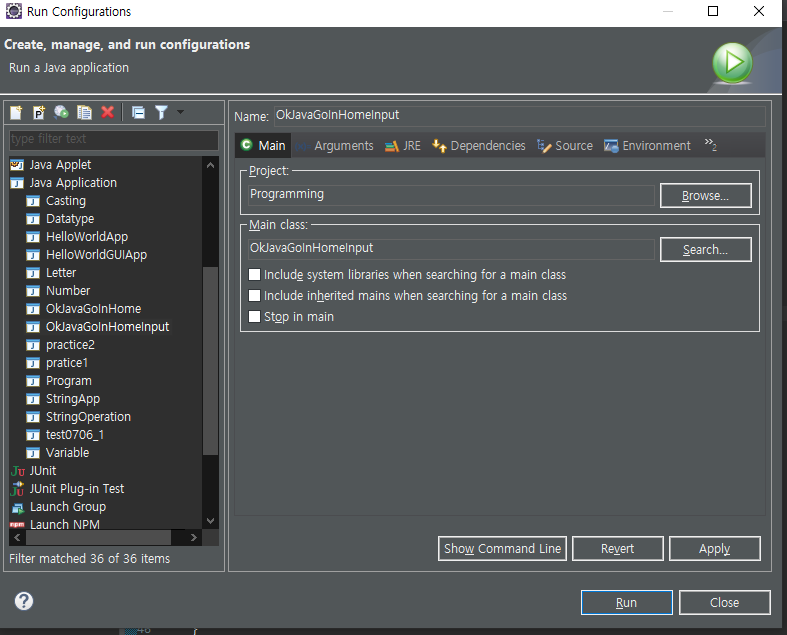 Run Configurations
Create, manage, and run configurations
Run a Java application
type filter text
Java Applet
Java Application
Casting
Datatype
HelloWorldApp
HelloWorldGUIApp
Letter
Number
OkJavaGoInHome
OkJavaGoInHomeInput
practice2
pratice1
Program
StringApp
StringOperation
test0706_1
Variable
JUnit
JUnit Plug-in Test
Launch Group
Launch NPM
Filter matched 36 of 36 items
Name: OkJavaGoInHomeInput
Main Arguments JRE Dependencies Source Environment »2
Project:
Programming Browse...
Main class:
OkJavaGoInHomeInput Search...
Include system libraries when searching for a main class
Include inherited mains when searching for a main class
Stop in main
Show Command Line Revert Apply
Run Close
46 {